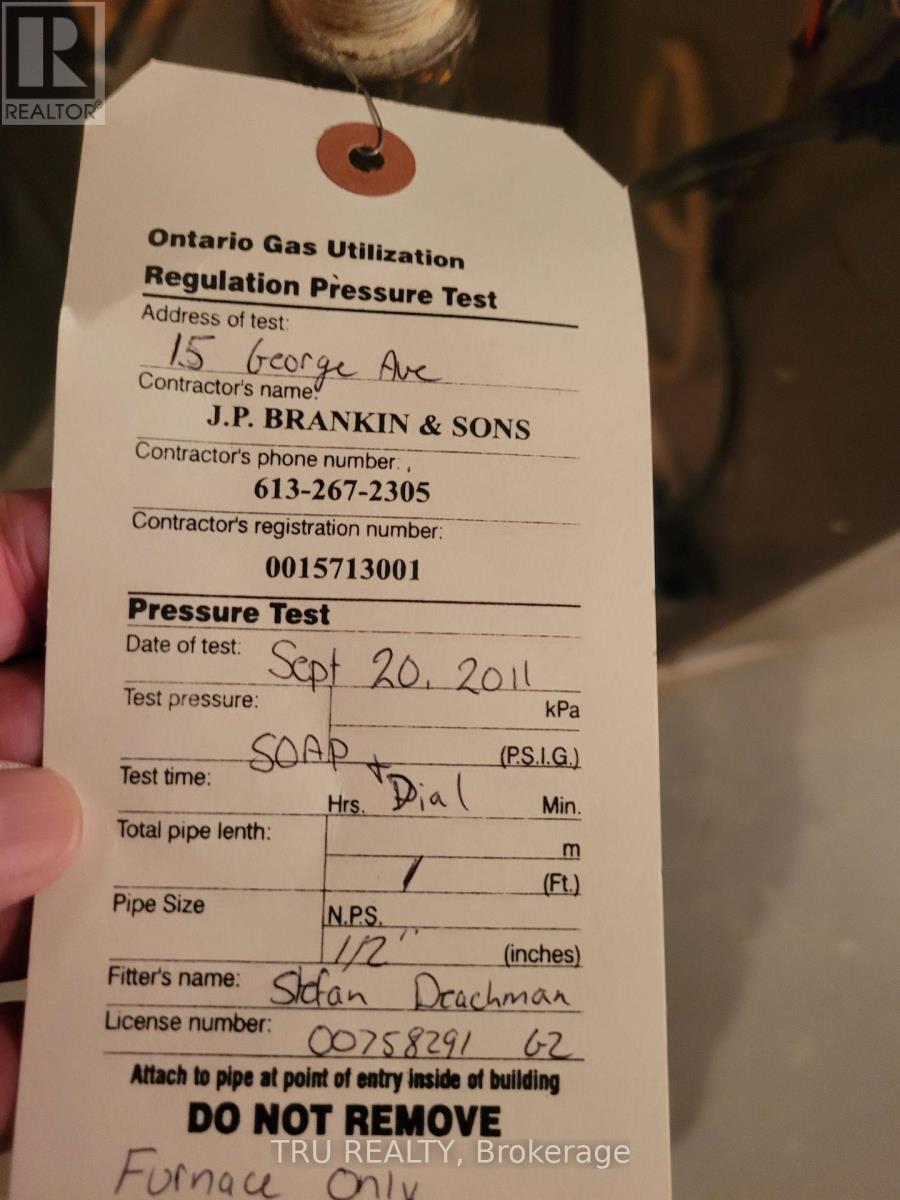 REALTOR®
Ontario Gas Utilization
Regulation Pressure Test
Address of test:
15 George Ave
Contractor's name:
J.P. BRANKIN & SONS
Contractor's phone number:
613-267-2305
Contractor's registration number:
0015713001
Pressure Test
Date of test: Sept 20, 2011
Test pressure: kPa
SOAP + (P.S.I.G.)
Test time: Hrs. Dial Min.
Total pipe lenth: m
1 (Ft.)
Pipe Size N.P.S.
1/2" (inches)
Fitter's name: Stefan Deachman
License number: 00758291 G2
Attach to pipe at point of entry inside of building
DO NOT REMOVE
TRU REALTY, Brokerage
Furnace Only